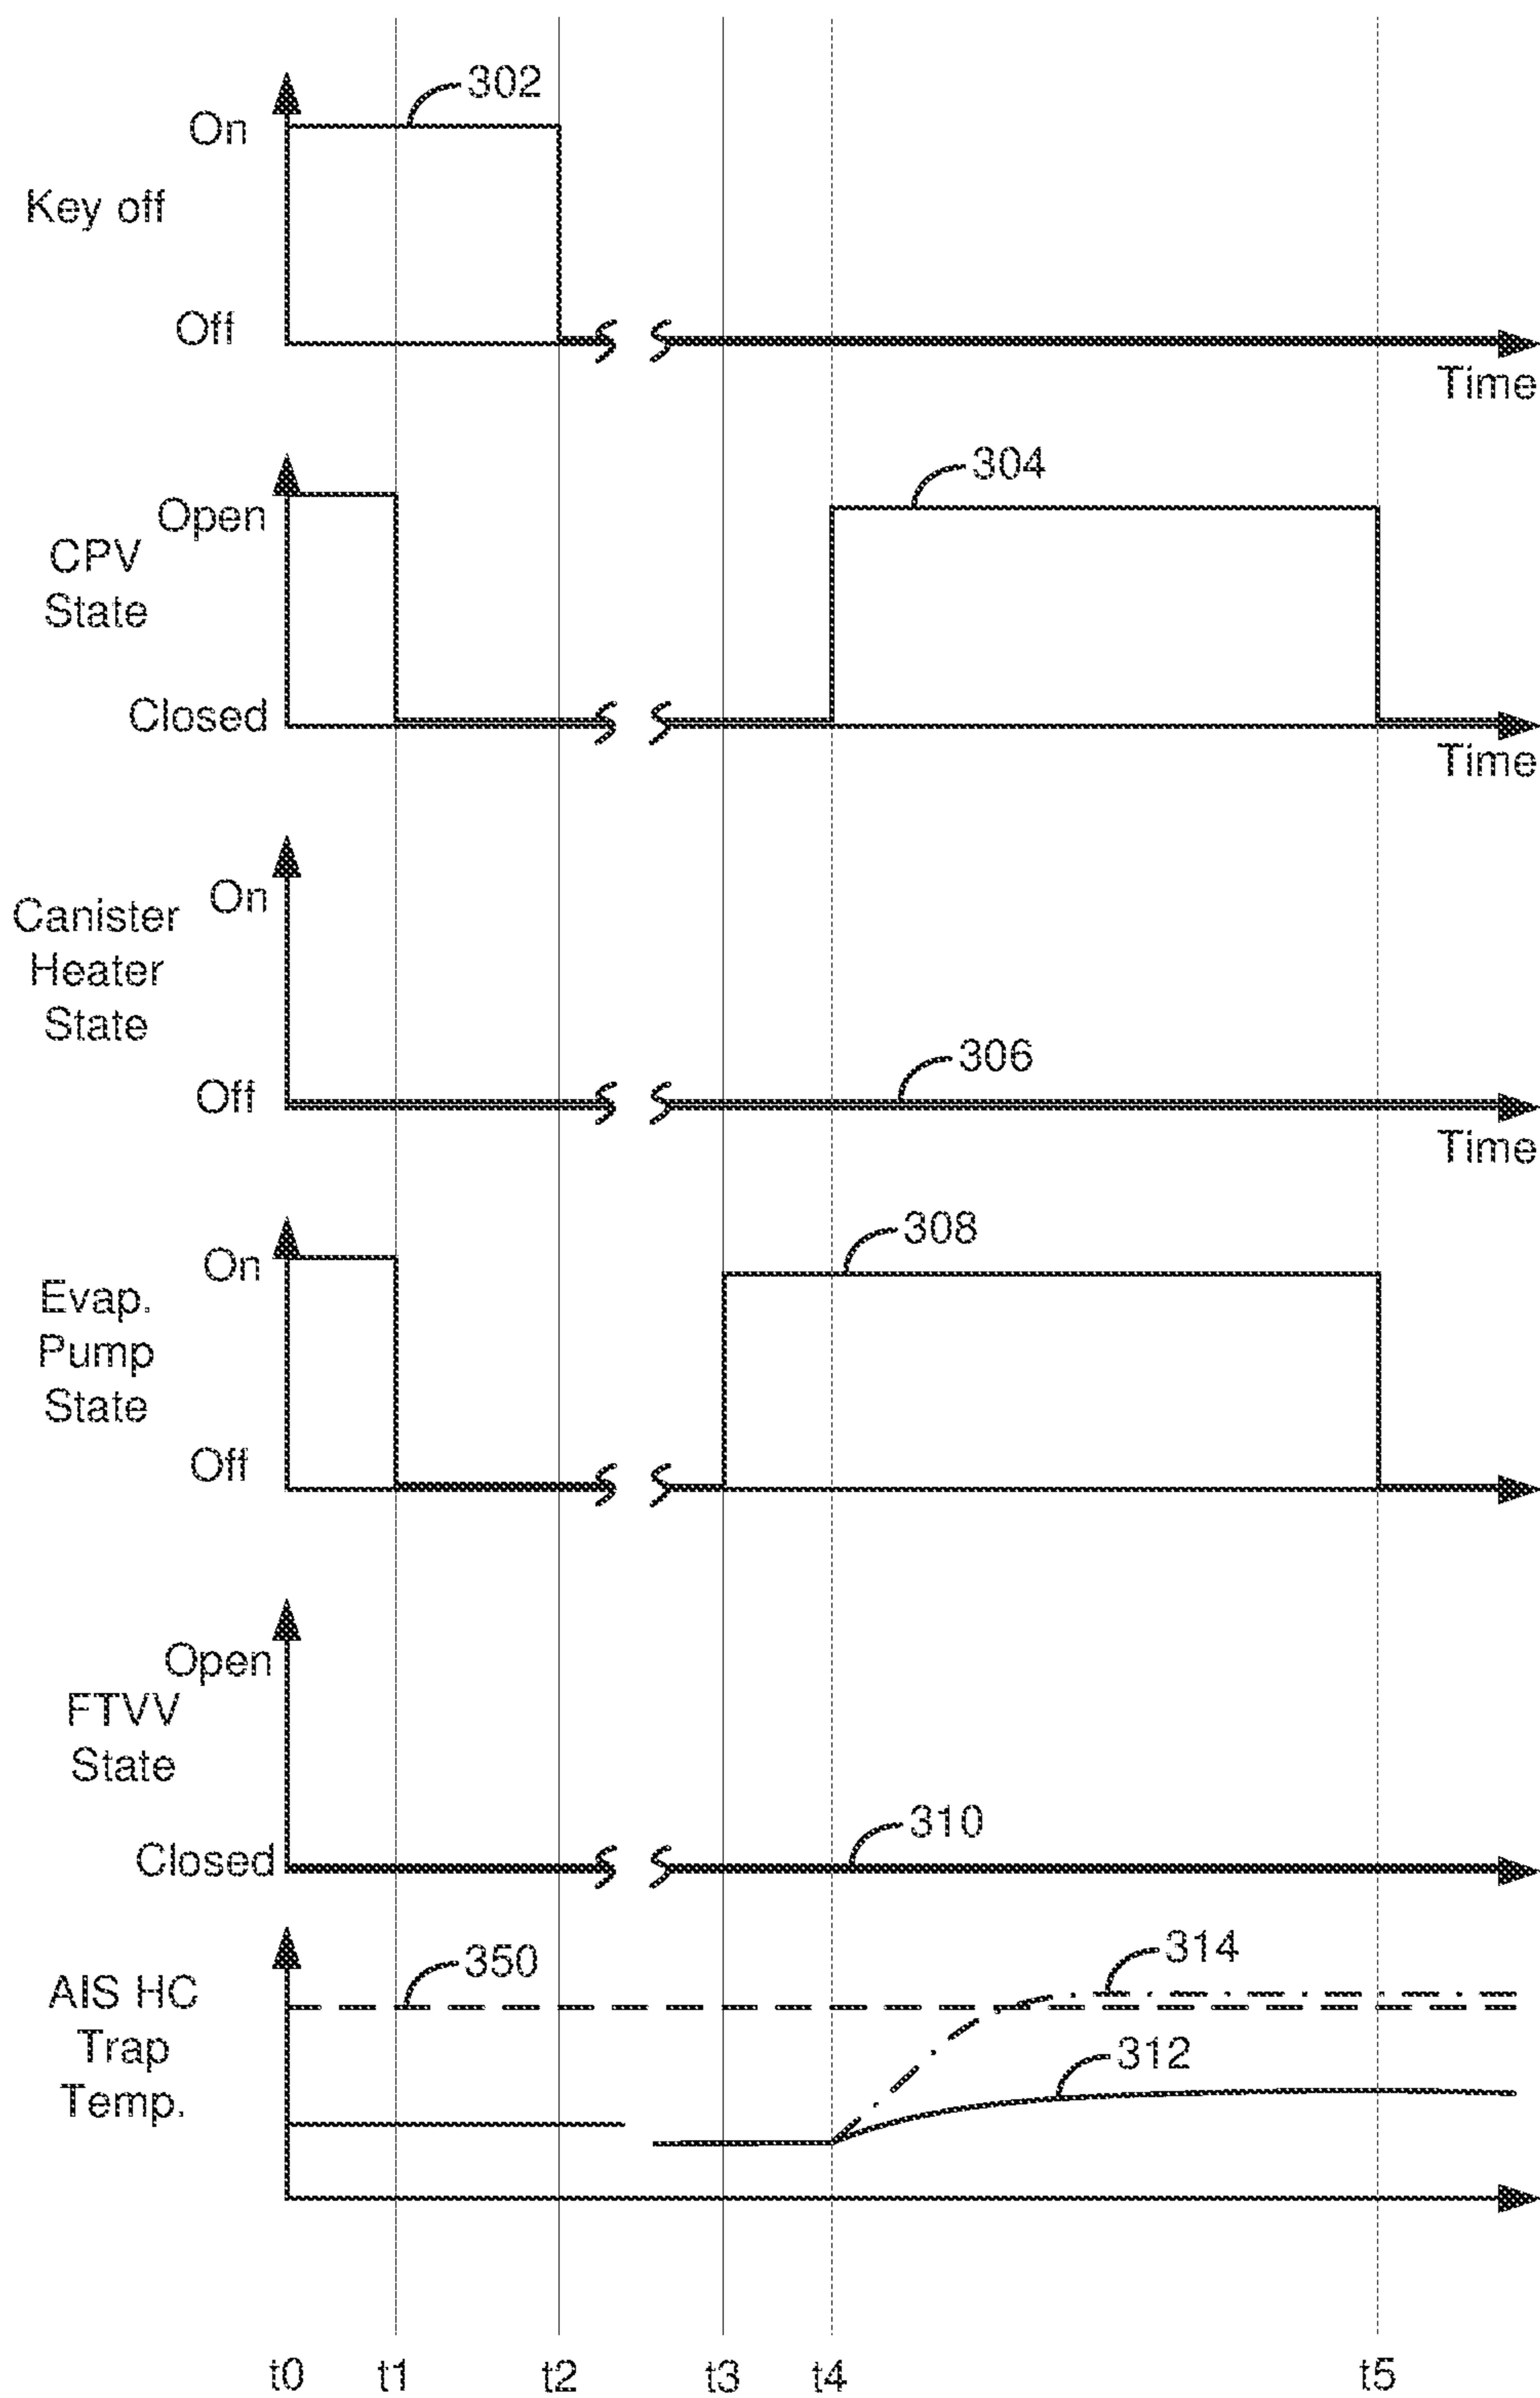 302
On
Key off
Off
Time
304
Open
CPV
State
Closed
Time
On
Canister
Heater
State
306
Off
Time
308
On
Evap.
Pump
State
Off
Open
FTVV
State
310
Closed
350
314
AIS HC
Trap
Temp.
312
t0 t1 t2 t3 t4 t5